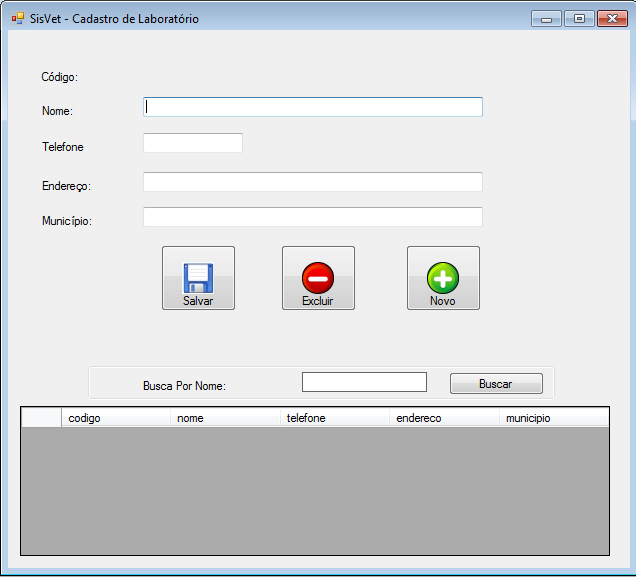 SisVet - Cadastro de Laboratório
Código:
Nome:
Telefone
Endereço:
Município:
Salvar Excluir Novo
Busca Por Nome: Buscar
codigo nome telefone endereco municipio